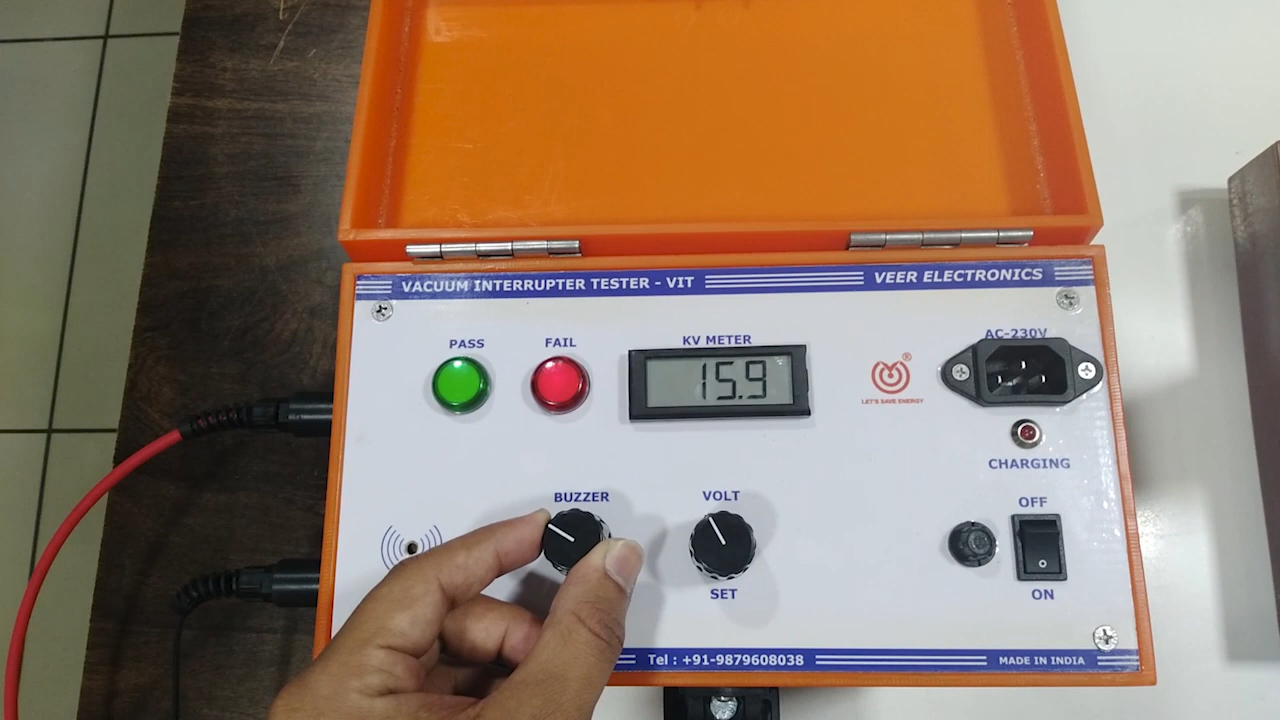 VACUUM INTERRUPTER TESTER - VIT
VEER ELECTRONICS
PASS
FAIL
KV METER
AC-230V
15.9
®
LET'S SAVE ENERGY
CHARGING
BUZZER
VOLT
OFF
SET
ON
Tel : +91-9879608038
MADE IN INDIA